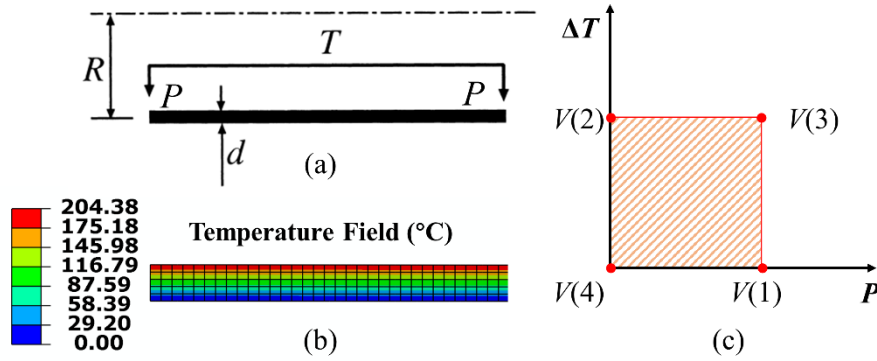 T
R
P
P
d
(a)
204.38
175.18
145.98
116.79
87.59
58.39
29.20
0.00
Temperature Field (°C)
(b)
ΔT
V(2)
V(3)
V(4)
V(1)
P
(c)